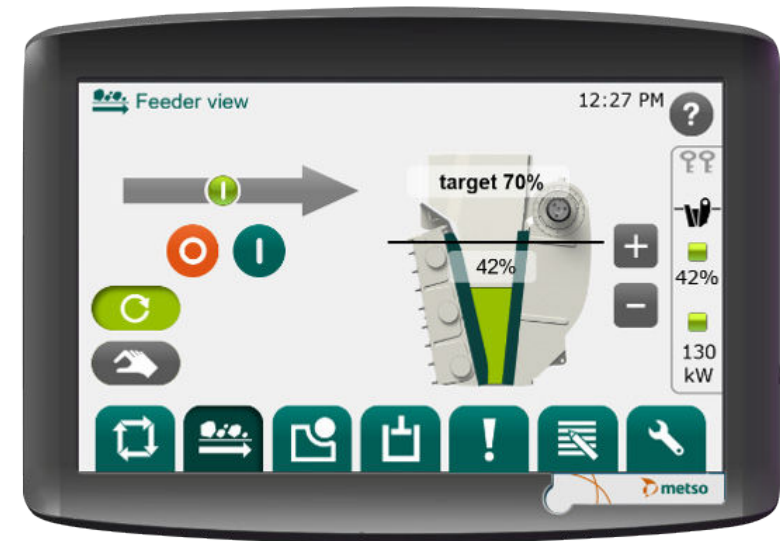 Feeder view
12:27 PM
?
target 70%
42%
+
−
42%
130
kW
!
metso